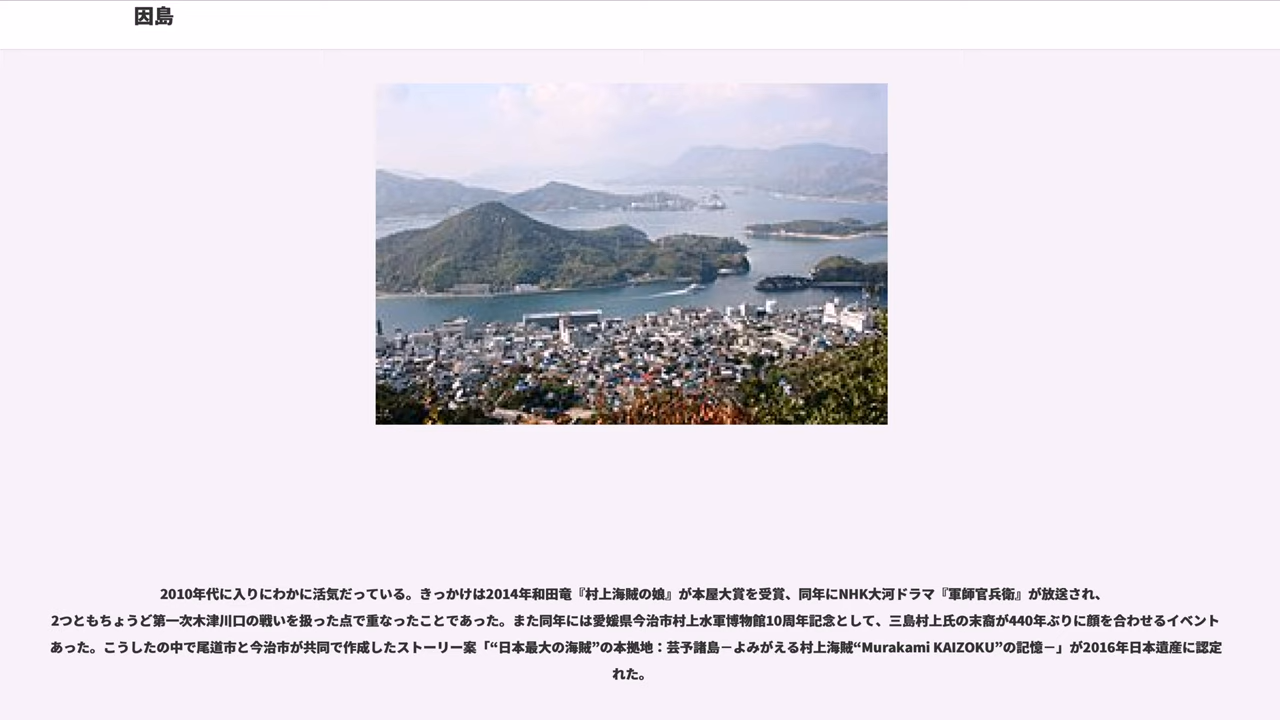 因島
2010年代に入りにわかに活気だっている。きっかけは2014年和田竜『村上海賊の娘』が本屋大賞を受賞、同年にNHK大河ドラマ『軍師官兵衛』が放送され、
2つともちょうど第一次木津川口の戦いを扱った点で重なったことであった。また同年には愛媛県今治市村上水軍博物館10周年記念として、三島村上氏の末裔が440年ぶりに顔を合わせるイベント
あった。こうしたの中で尾道市と今治市が共同で作成したストーリー案「“日本最大の海賊”の本拠地：芸予諸島－よみがえる村上海賊“Murakami KAIZOKU”の記憶－」が2016年日本遺産に認定
れた。